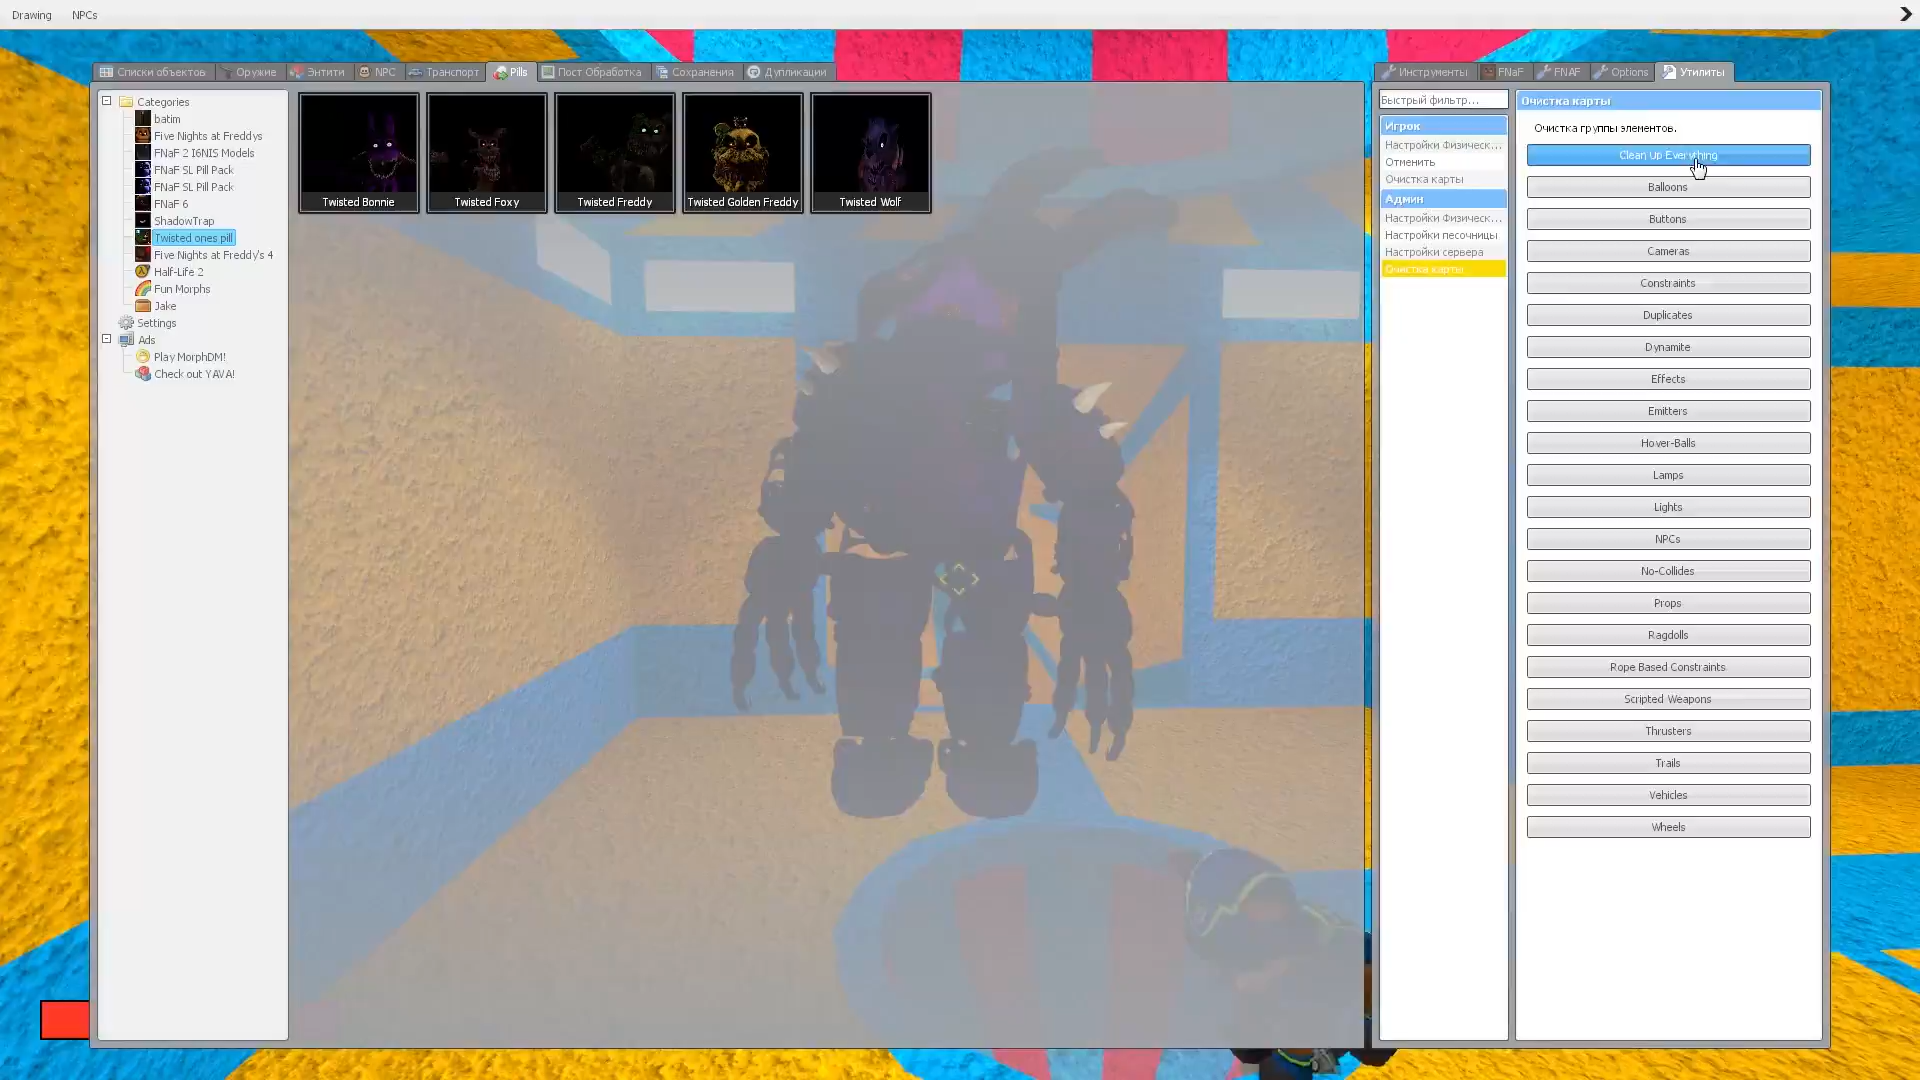 Drawing NPCs
Списки объектов Оружие Энтити NPC Транспорт Pills Пост Обработка Сохранения Дупликации
Categories
batim
Five Nights at Freddys
FNaF 2 I6NIS Models
FNaF SL Pill Pack
FNaF SL Pill Pack
FNaF 6
ShadowTrap
Twisted ones pill
Five Nights at Freddy's 4
Half-Life 2
Fun Morphs
Jake
Settings
Ads
Play MorphDM!
Check out YAVA!
Twisted Bonnie
Twisted Foxy
Twisted Freddy
Twisted Golden Freddy
Twisted Wolf
Инструменты FNaF FNAF Options Утилиты
Быстрый фильтр...
Игрок
Настройки Физическ...
Отменить
Очистка карты
Админ
Настройки Физическ...
Настройки песочницы
Настройки сервера
Очистка карты
Очистка карты
Очистка группы элементов.
Clean Up Everything
Balloons
Buttons
Cameras
Constraints
Duplicates
Dynamite
Effects
Emitters
Hover-Balls
Lamps
Lights
NPCs
No-Collides
Props
Ragdolls
Rope Based Constraints
Scripted Weapons
Thrusters
Trails
Vehicles
Wheels